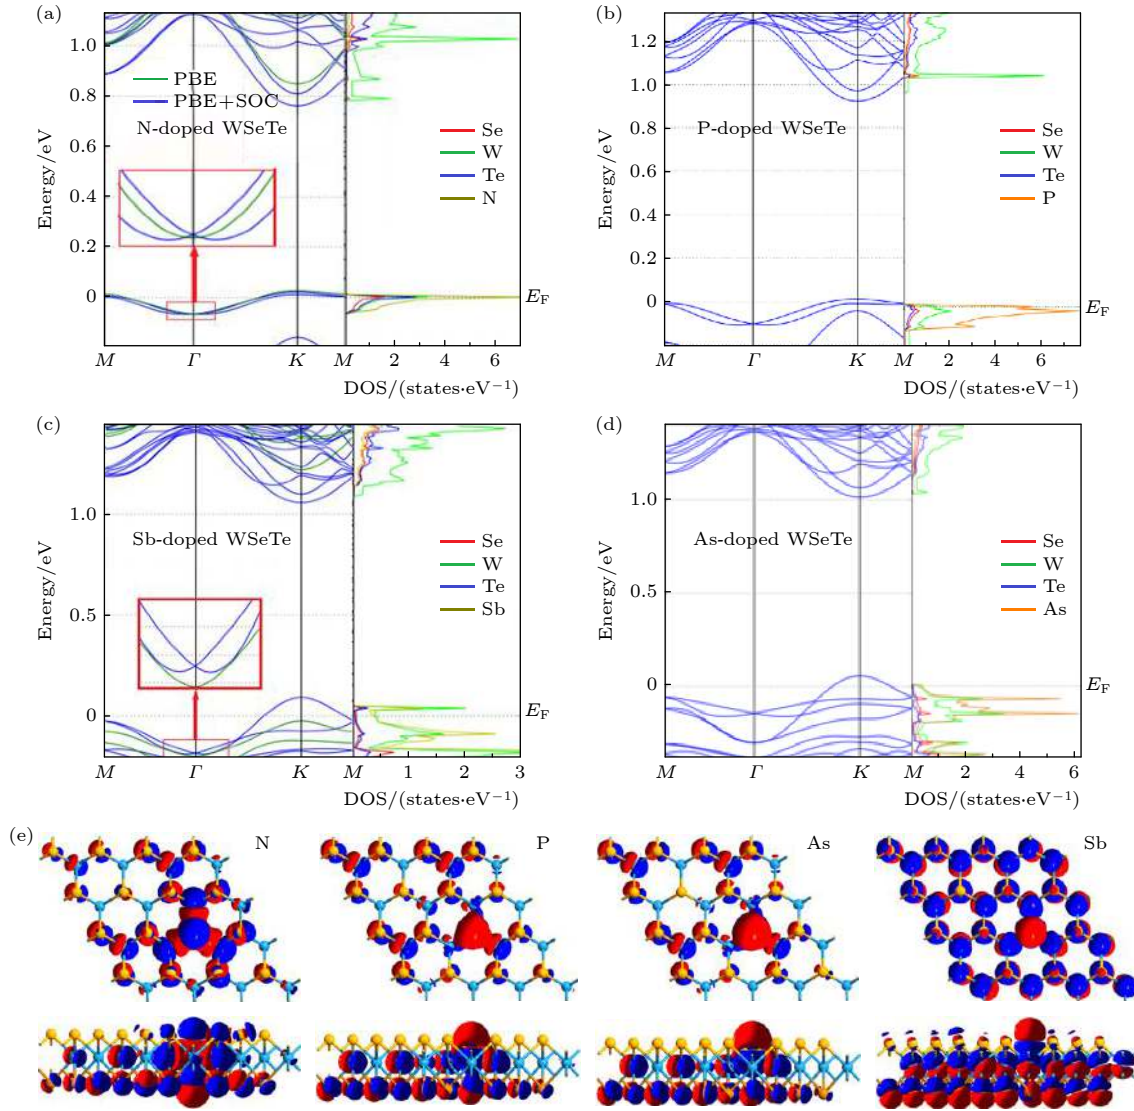 (a)
Energy/eV
1.0
0.8
0.6
0.4
0.2
0
PBE
PBE+SOC
N-doped WSeTe
Se
W
Te
N
E_F
M Γ K M 2 4 6
DOS/(states·eV⁻¹)
(b)
Energy/eV
1.2
1.0
0.8
0.6
0.4
0.2
0
P-doped WSeTe
Se
W
Te
P
E_F
M Γ K M 2 4 6
DOS/(states·eV⁻¹)
(c)
Energy/eV
1.0
0.5
0
Sb-doped WSeTe
Se
W
Te
Sb
E_F
M Γ K M 1 2 3
DOS/(states·eV⁻¹)
(d)
Energy/eV
1.0
0.5
0
As-doped WSeTe
Se
W
Te
As
E_F
M Γ K M 2 4 6
DOS/(states·eV⁻¹)
(e)
N
P
As
Sb